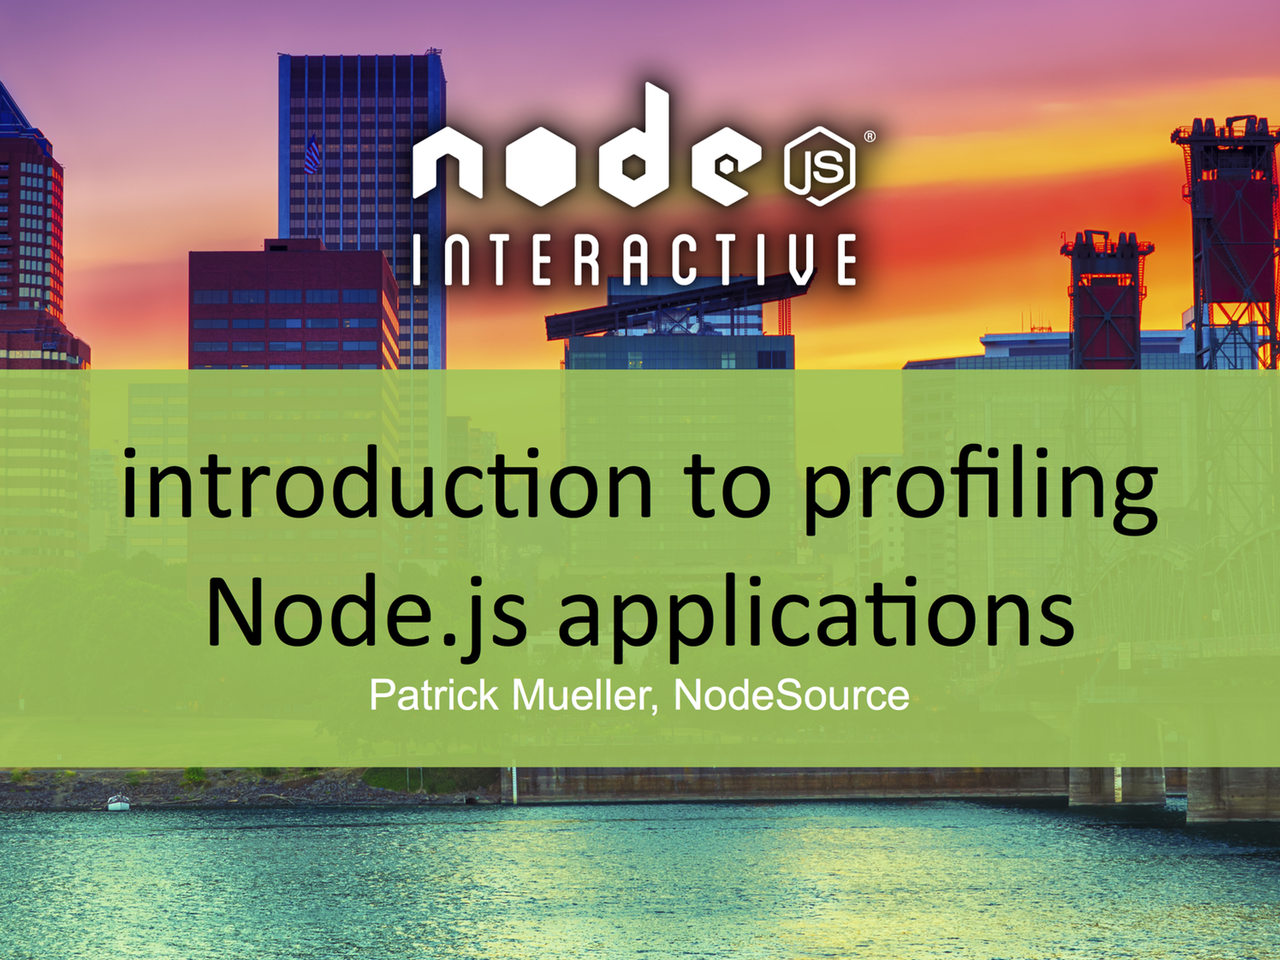 node JS ®
INTERACTIVE
introduction to profiling
Node.js applications
Patrick Mueller, NodeSource